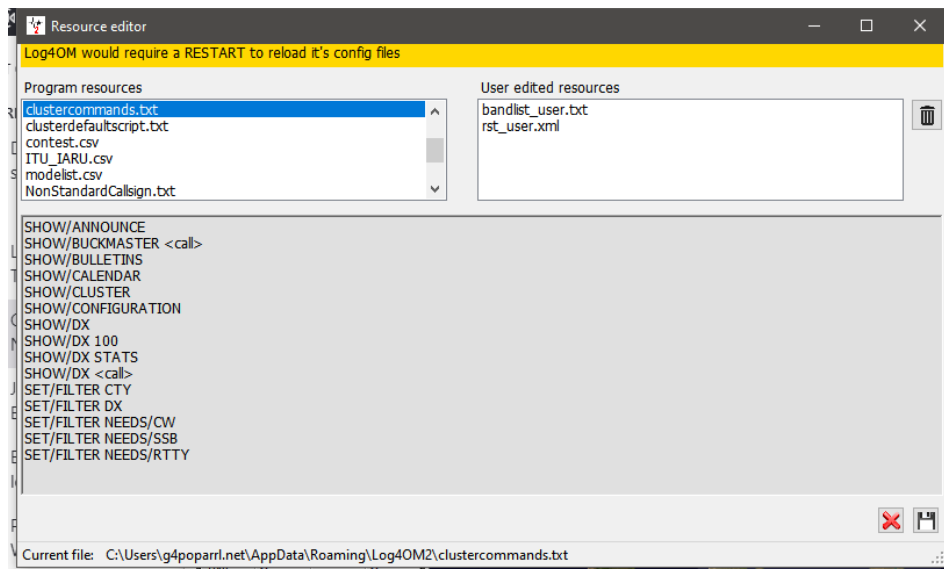 Resource editor
Log4OM would require a RESTART to reload it's config files
Program resources
User edited resources
clustercommands.txt
clusterdefaultscript.txt
contest.csv
ITU_IARU.csv
modelist.csv
NonStandardCallsign.txt
bandlist_user.txt
rst_user.xml
SHOW/ANNOUNCE
SHOW/BUCKMASTER <call>
SHOW/BULLETINS
SHOW/CALENDAR
SHOW/CLUSTER
SHOW/CONFIGURATION
SHOW/DX
SHOW/DX 100
SHOW/DX STATS
SHOW/DX <call>
SET/FILTER CTY
SET/FILTER DX
SET/FILTER NEEDS/CW
SET/FILTER NEEDS/SSB
SET/FILTER NEEDS/RTTY
Current file: C:\Users\g4poparrl.net\AppData\Roaming\Log4OM2\clustercommands.txt